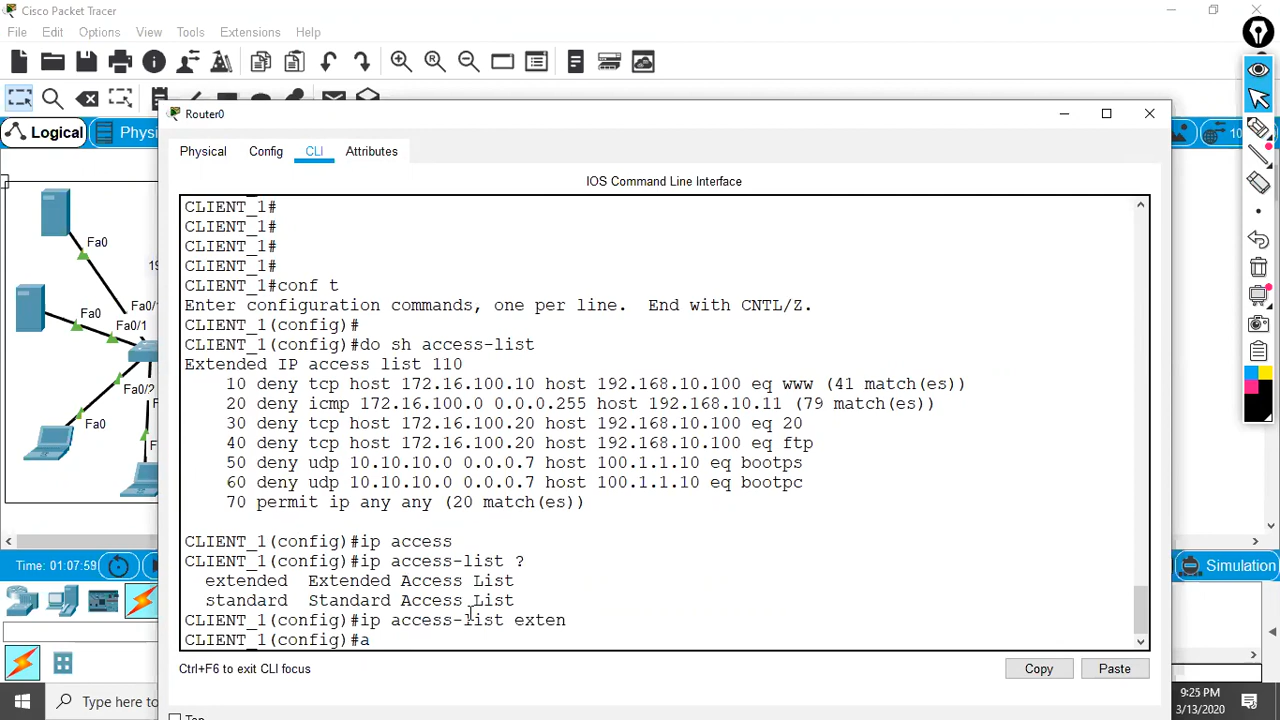 Cisco Packet Tracer
File Edit Options View Tools Window Extensions Help
Logical
Physi
10
Router0
Physical Config CLI Attributes
IOS Command Line Interface
CLIENT_1#
CLIENT_1#
CLIENT_1#
CLIENT_1#
CLIENT_1#conf t
Enter configuration commands, one per line. End with CNTL/Z.
CLIENT_1(config)#
CLIENT_1(config)#do sh access-list
Extended IP access list 110
10 deny tcp host 172.16.100.10 host 192.168.10.100 eq www (41 match(es))
20 deny icmp 172.16.100.0 0.0.0.255 host 192.168.10.11 (79 match(es))
30 deny tcp host 172.16.100.20 host 192.168.10.100 eq 20
40 deny tcp host 172.16.100.20 host 192.168.10.100 eq ftp
50 deny udp 10.10.10.0 0.0.0.7 host 100.1.1.10 eq bootps
60 deny udp 10.10.10.0 0.0.0.7 host 100.1.1.10 eq bootpc
70 permit ip any any (20 match(es))
CLIENT_1(config)#ip access
CLIENT_1(config)#ip access-list ?
extended Extended Access List
standard Standard Access List
CLIENT_1(config)#ip access-list exten
CLIENT_1(config)#a
Ctrl+F6 to exit CLI focus
Copy
Paste
Top
Fa0
19
Fa0/
Fa0
Fa0/1
Fa0/2
Fa0
F
Time: 01:07:59
Simulation
Type here to
9:25 PM
3/13/2020